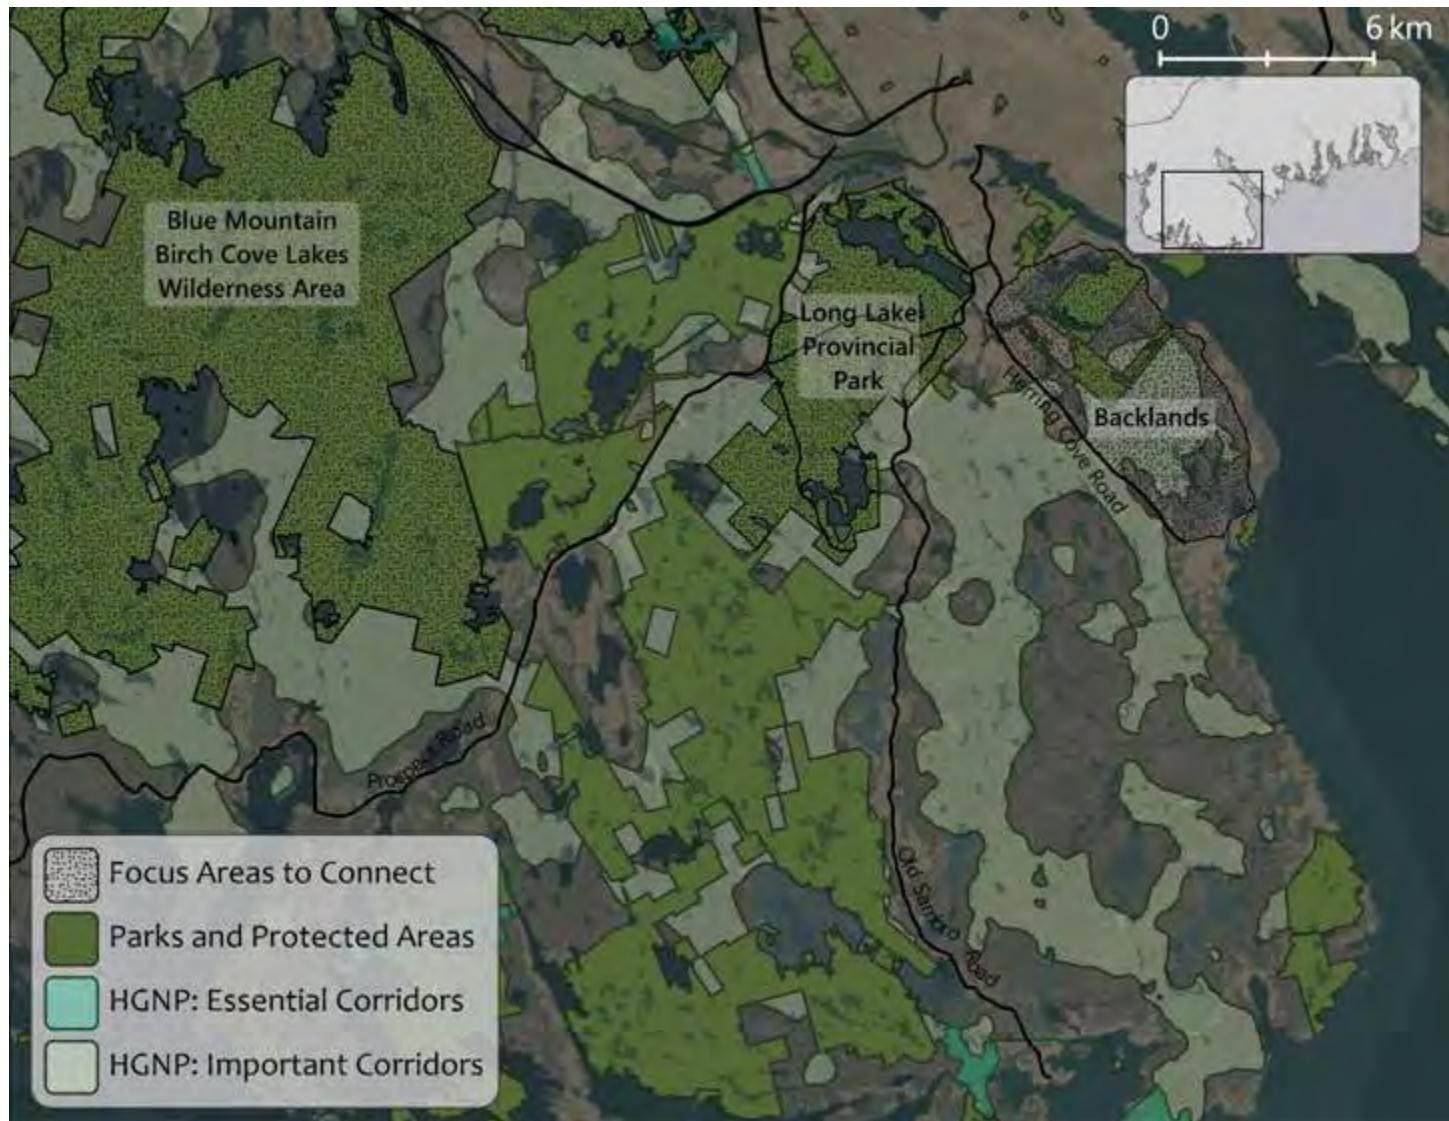 0 6 km
Blue Mountain
Birch Cove Lakes
Wilderness Area
Long Lake
Provincial
Park
Herring Cove Road
Backlands
Prospect Road
Old Sambro Road
Focus Areas to Connect
Parks and Protected Areas
HGNP: Essential Corridors
HGNP: Important Corridors